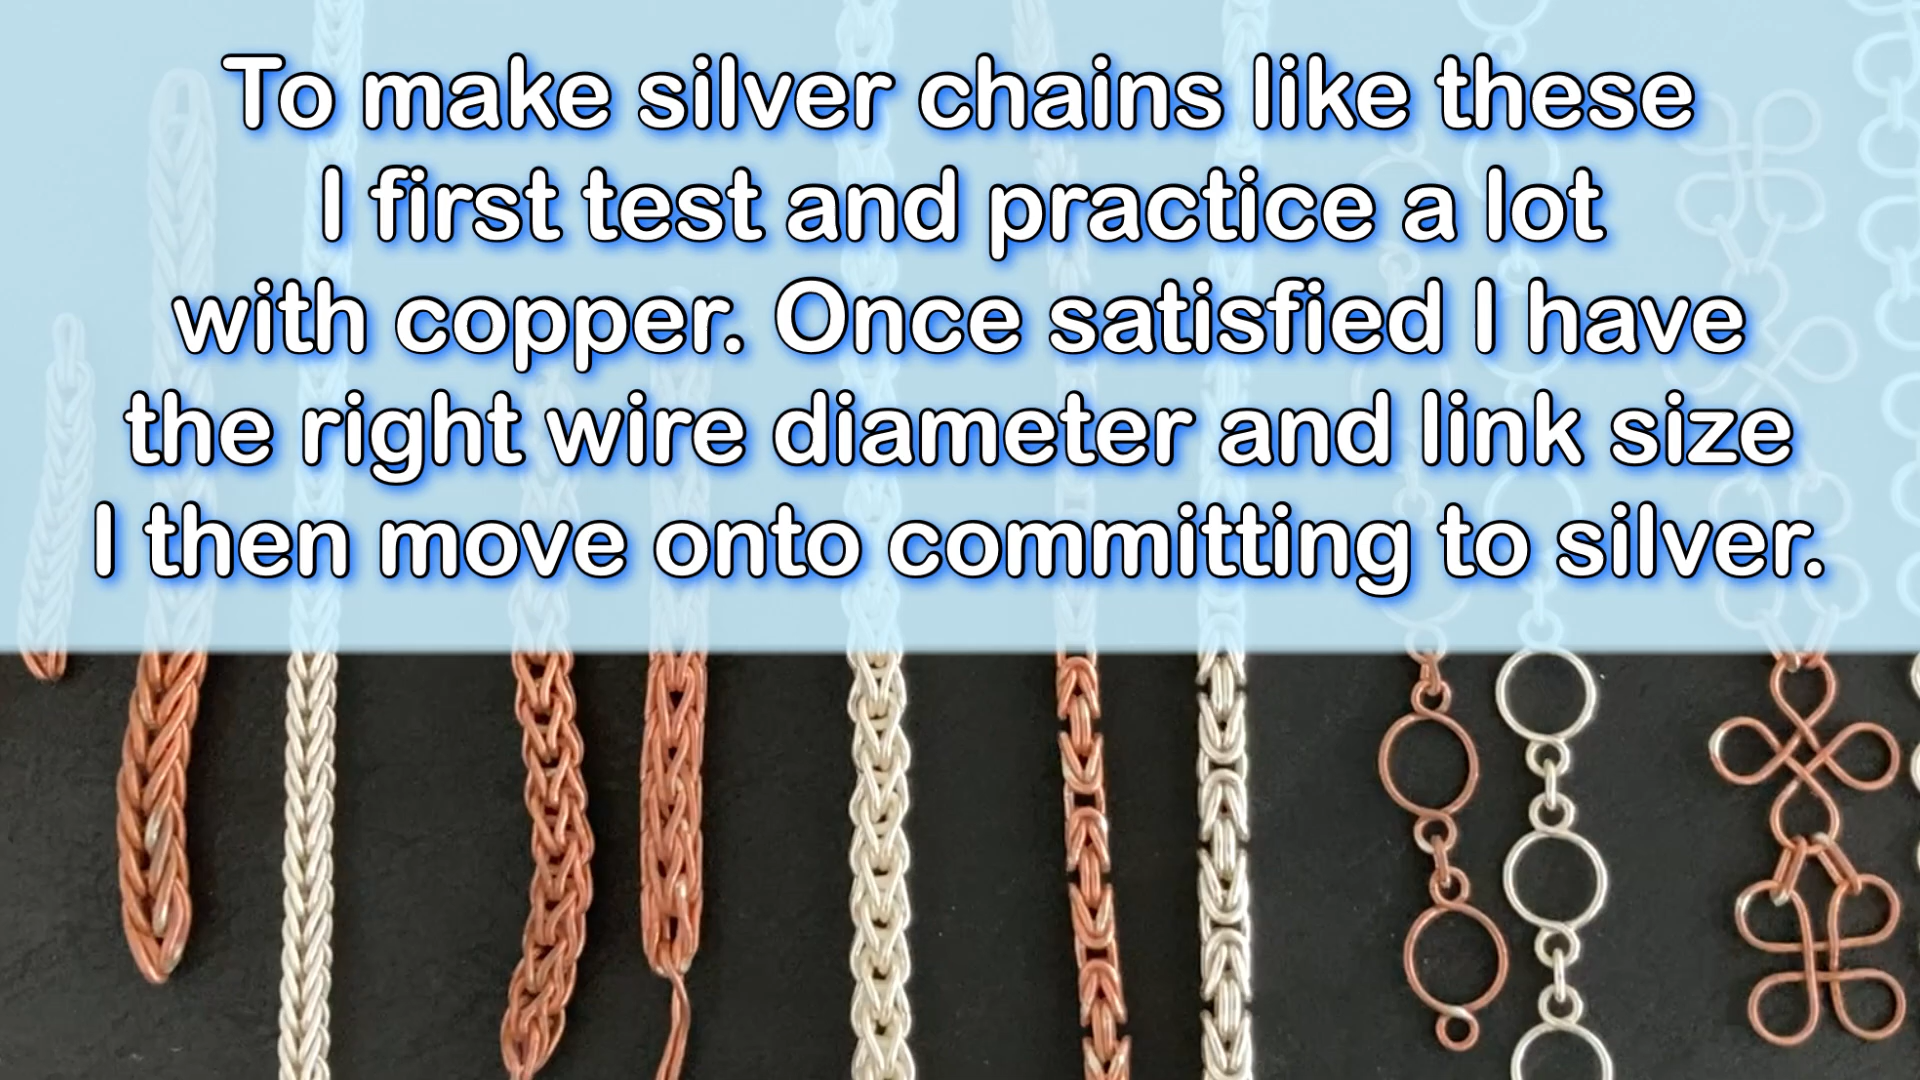 To make silver chains like these
I first test and practice a lot
with copper. Once satisfied I have
the right wire diameter and link size
I then move onto committing to silver.